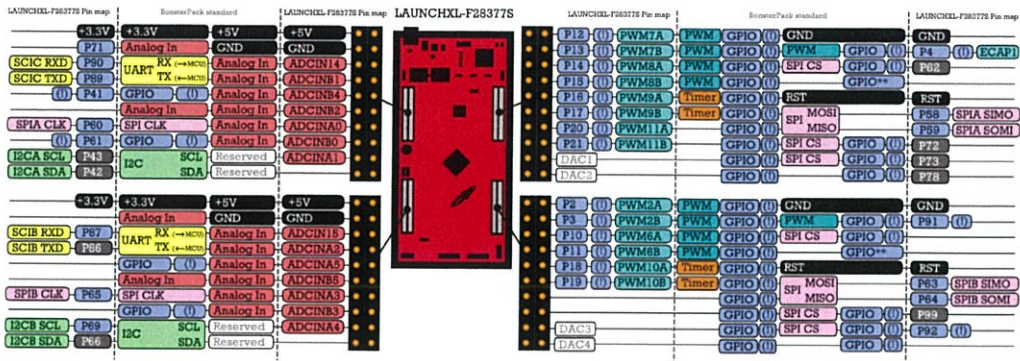 LAUNCHXL-F28377S Pin map BoosterPack standard LAUNCHXL-F28377S Pin map
+3.3V +3.3V +5V +5V
P71 Analog In GND GND
SCIC RXD P90 UART RX (→MCU) Analog In ADCIN14
SCIC TXD P89 TX (←MCU) Analog In ADCINB1
(!) P41 GPIO (!) Analog In ADCINB4
Analog In Analog In ADCINB2
SPIA CLK P60 SPI CLK Analog In ADCINA0
(!) P61 GPIO (!) Analog In ADCINB0
I2CA SCL P43 I2C SCL Reserved ADCINA1
I2CA SDA P42 SDA Reserved
+3.3V +3.3V +5V +5V
Analog In GND GND
SCIB RXD P87 UART RX (→MCU) Analog In ADCIN15
SCIB TXD P86 TX (←MCU) Analog In ADCINA2
GPIO (!) Analog In ADCINA5
Analog In Analog In ADCINB5
SPIB CLK P65 SPI CLK Analog In ADCINA3
GPIO (!) Analog In ADCINB3
I2CB SCL P69 I2C SCL Reserved ADCINA4
I2CB SDA P66 SDA Reserved
LAUNCHXL-F28377S
LAUNCHXL-F28377S Pin map BoosterPack standard LAUNCHXL-F28377S Pin map
P12 (!) PWM7A PWM GPIO (!) GND GND
P13 (!) PWM7B PWM GPIO (!) PWM GPIO (!) P4 (!) ECAP1
P14 (!) PWM8A PWM GPIO (!) SPI CS GPIO (!) P62
P15 (!) PWM8B PWM GPIO (!) GPIO**
P16 (!) PWM9A Timer GPIO (!) RST RST
P17 (!) PWM9B Timer GPIO (!) SPI MOSI P58 SPIA SIMO
P20 (!) PWM11A GPIO (!) MISO P59 SPIA SOMI
P21 (!) PWM11B GPIO (!) SPI CS GPIO (!) P72
DAC1 GPIO (!) SPI CS GPIO (!) P73
DAC2 GPIO (!) GPIO (!) P78
P2 (!) PWM2A PWM GPIO (!) GND GND
P3 (!) PWM2B PWM GPIO (!) PWM GPIO (!) P91 (!)
P10 (!) PWM6A PWM GPIO (!) SPI CS GPIO (!)
P11 (!) PWM6B PWM GPIO (!) GPIO**
P18 (!) PWM10A Timer GPIO (!) RST RST
P19 (!) PWM10B Timer GPIO (!) SPI MOSI P63 SPIB SIMO
GPIO (!) MISO P64 SPIB SOMI
GPIO (!) SPI CS GPIO (!) P99
DAC3 GPIO (!) SPI CS GPIO (!) P92 (!)
DAC4 GPIO (!) GPIO (!)